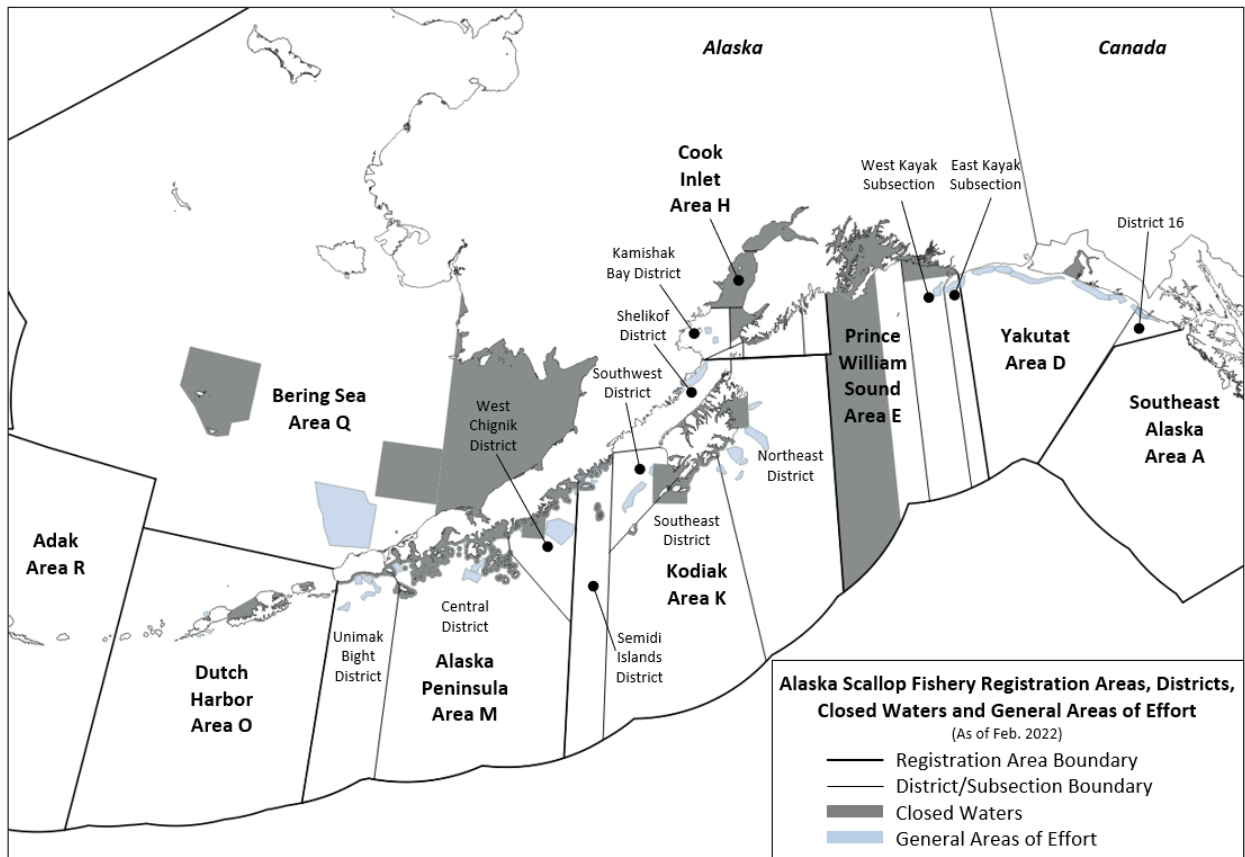 Alaska
Canada
Cook
Inlet
Area H
West Kayak
Subsection
East Kayak
Subsection
District 16
Kamishak
Bay District
Shelikof
District
Southwest
District
West
Chignik
District
Bering Sea
Area Q
Prince
William
Sound
Area E
Yakutat
Area D
Southeast
Alaska
Area A
Northeast
District
Southeast
District
Kodiak
Area K
Adak
Area R
Central
District
Unimak
Bight
District
Semidi
Islands
District
Dutch
Harbor
Area O
Alaska
Peninsula
Area M
Alaska Scallop Fishery Registration Areas, Districts,
Closed Waters and General Areas of Effort
(As of Feb. 2022)
Registration Area Boundary
District/Subsection Boundary
Closed Waters
General Areas of Effort